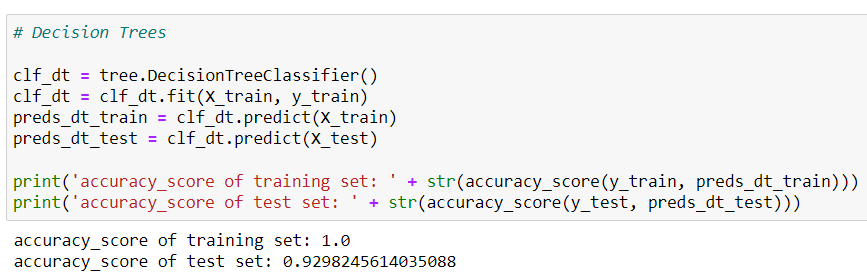 # Decision Trees
clf_dt = tree.DecisionTreeClassifier()
clf_dt = clf_dt.fit(X_train, y_train)
preds_dt_train = clf_dt.predict(X_train)
preds_dt_test = clf_dt.predict(X_test)
print('accuracy_score of training set: ' + str(accuracy_score(y_train, preds_dt_train)))
print('accuracy_score of test set: ' + str(accuracy_score(y_test, preds_dt_test)))
accuracy_score of training set: 1.0
accuracy_score of test set: 0.9298245614035088